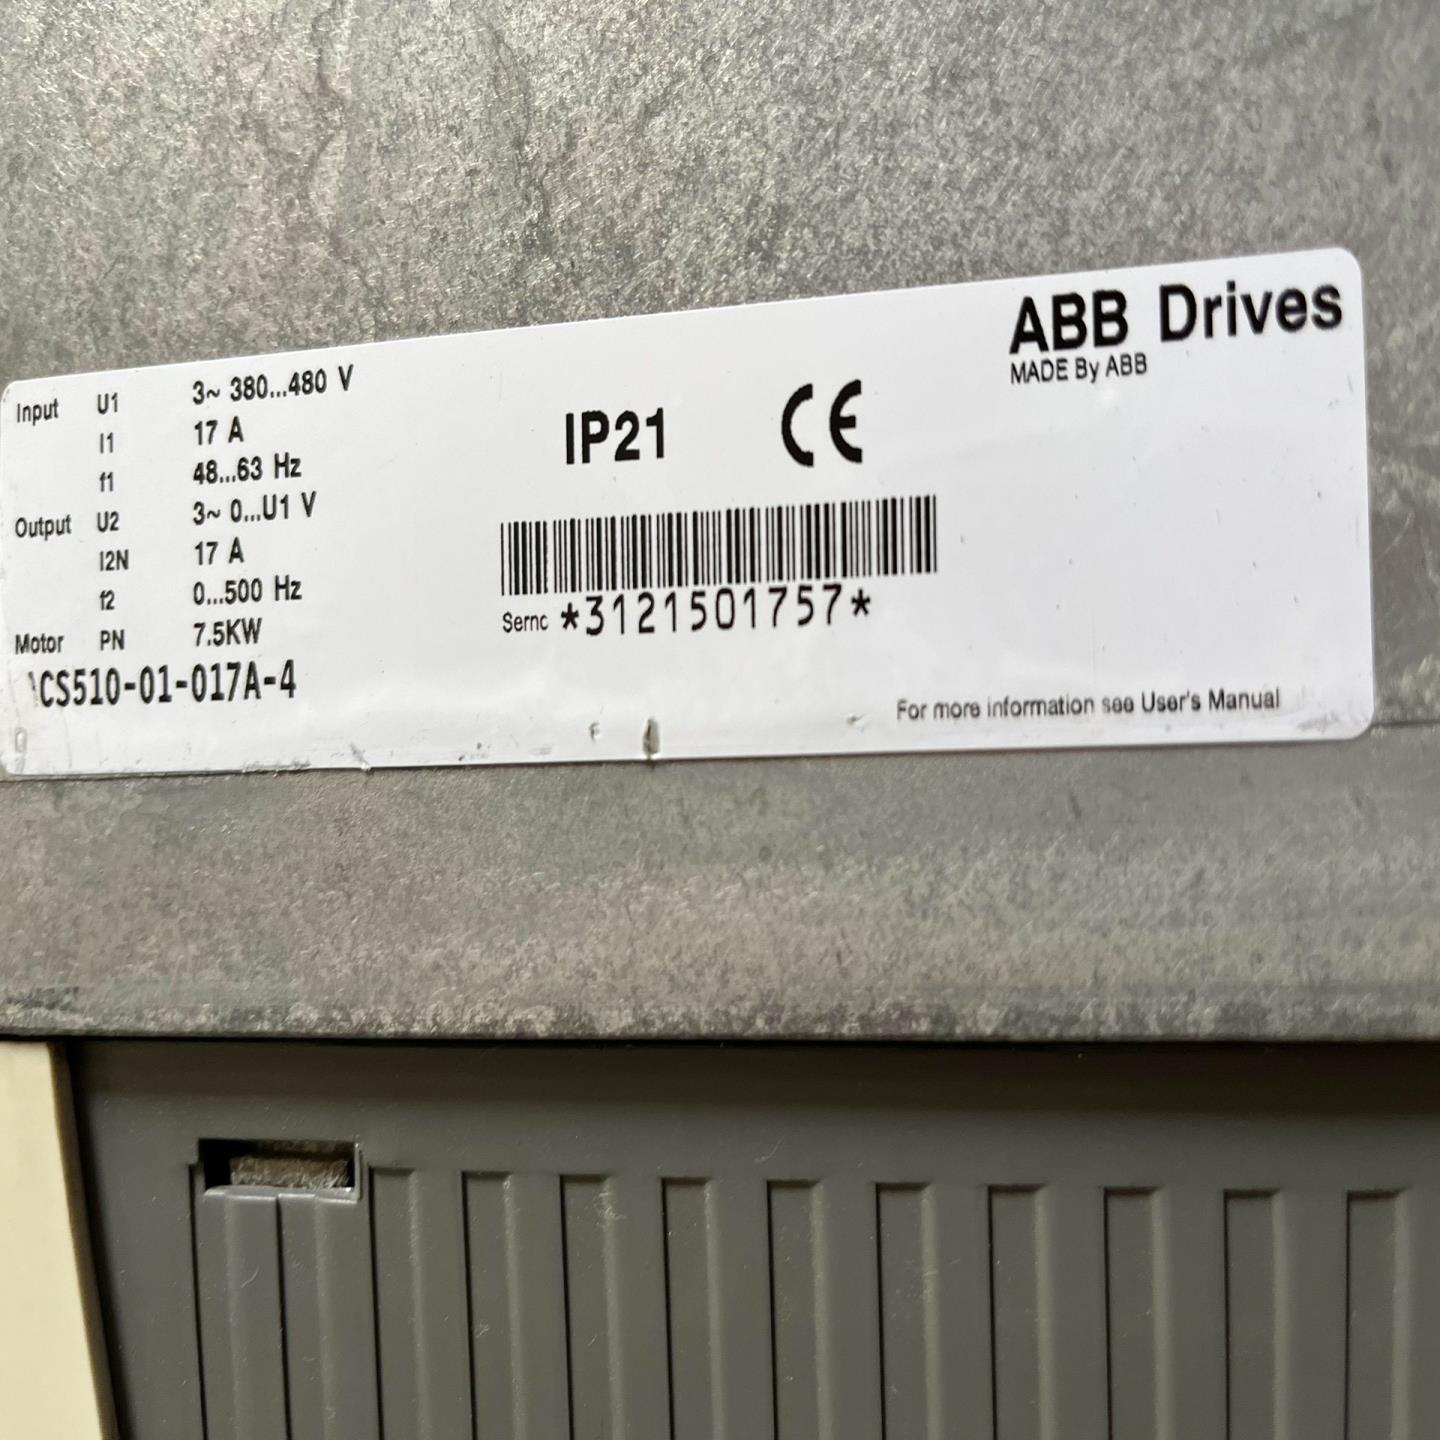 ABB Drives
MADE By ABB
Input U1 3~ 380...480 V
I1 17 A
f1 48...63 Hz
Output U2 3~ 0...U1 V
I2N 17 A
f2 0...500 Hz
Motor PN 7.5KW
ACS510-01-017A-4
IP21 CE
Sernc *3121501757*
For more information see User's Manual